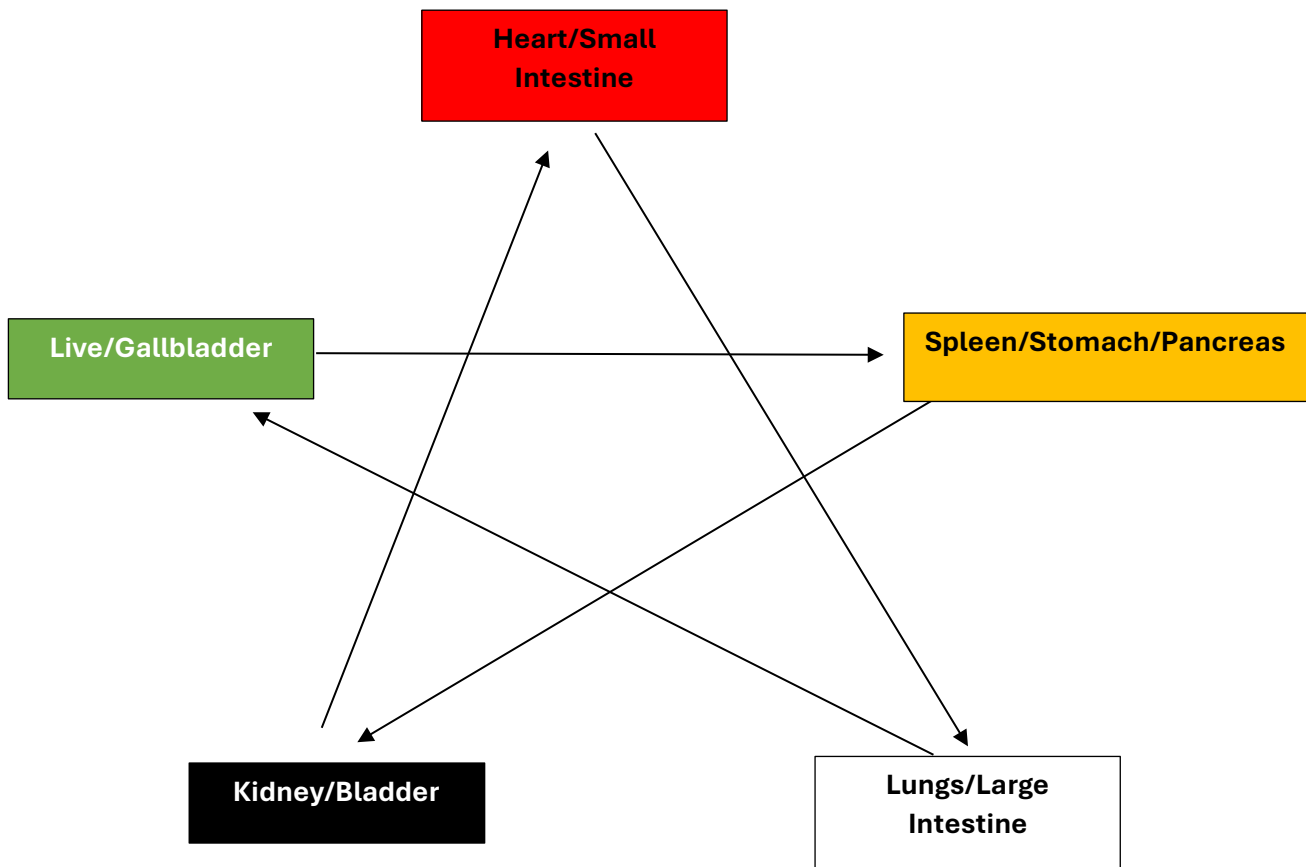 Heart/Small
Intestine
Live/Gallbladder
Spleen/Stomach/Pancreas
Kidney/Bladder
Lungs/Large
Intestine